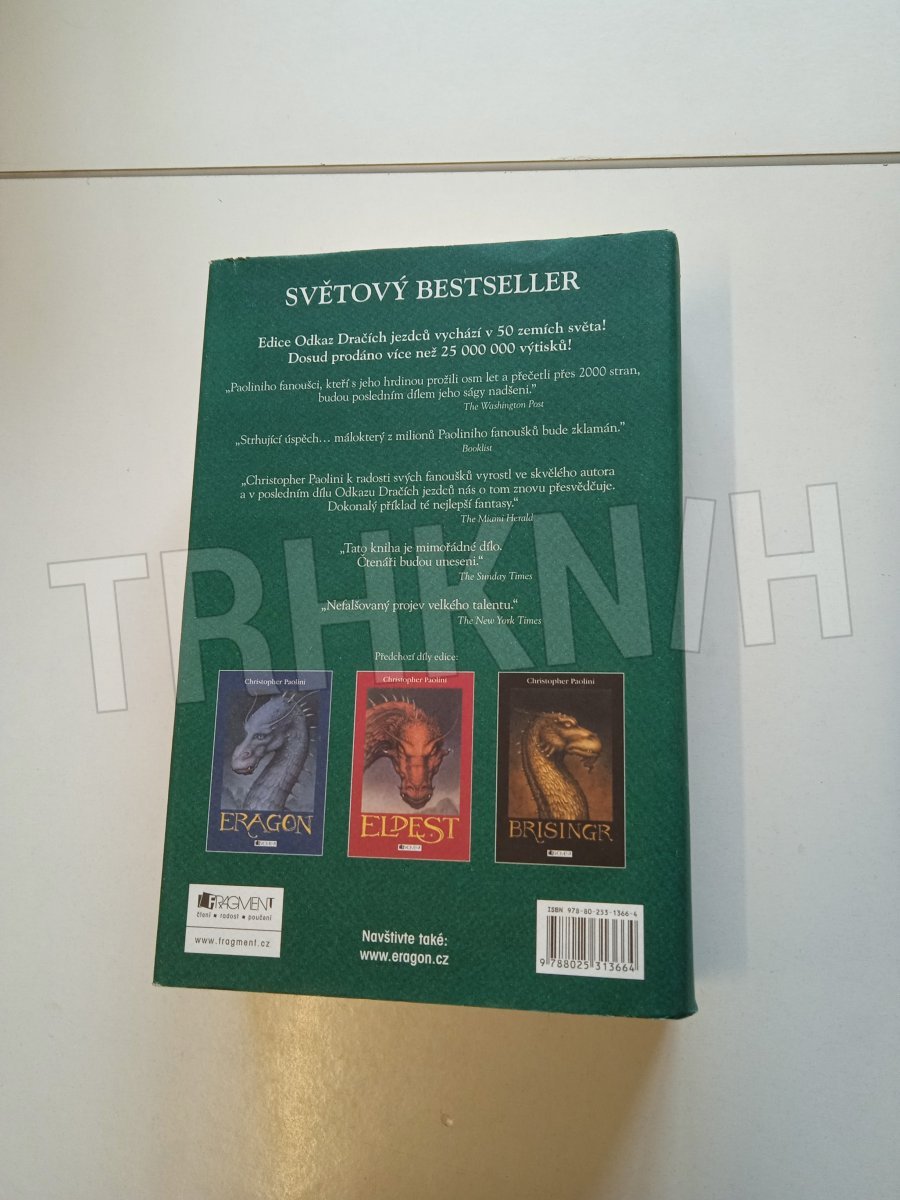 SVĚTOVÝ BESTSELLER
Edice Odkaz Dračích jezdců vychází v 50 zemích světa!
Dosud prodáno více než 25 000 000 výtisků!
„Paoliniho fanoušci, kteří s jeho hrdinou prožili osm let a přečetli přes 2000 stran,
budou posledním dílem jeho ságy nadšeni.”
The Washington Post
„Strhující úspěch… málokterý z milionů Paoliniho fanoušků bude zklamán.”
Booklist
„Christopher Paolini k radosti svých fanoušků vyrostl ve skvělého autora
a v posledním dílu Odkazu Dračích jezdců nás o tom znovu přesvědčuje.
Dokonalý příklad té nejlepší fantasy.“
The Miami Herald
„Tato kniha je mimořádné dílo.
Čtenáři budou uneseni.“
The Sunday Times
„Nefalšovaný projev velkého talentu.“
The New York Times
TRHKNIH
Předchozí díly edice:
Christopher Paolini
ERAGON
Christopher Paolini
ELDEST
Christopher Paolini
BRISINGR
FRAGMENT
čtení ★ radost ★ poučení
www.fragment.cz
Navštivte také:
www.eragon.cz
ISBN 978-80-253-1366-4
9 788025 313664